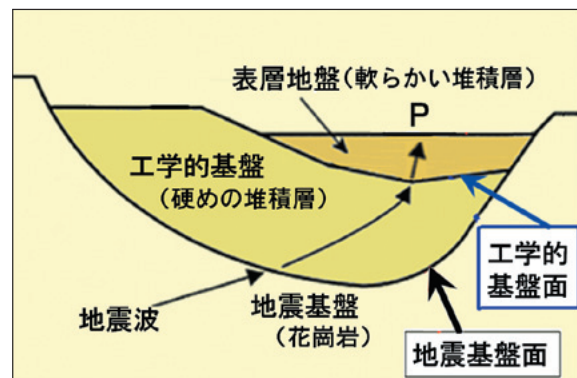 表層地盤(軟らかい堆積層)
P
工学的基盤
(硬めの堆積層)
工学的
基盤面
地震波
地震基盤
(花崗岩)
地震基盤面